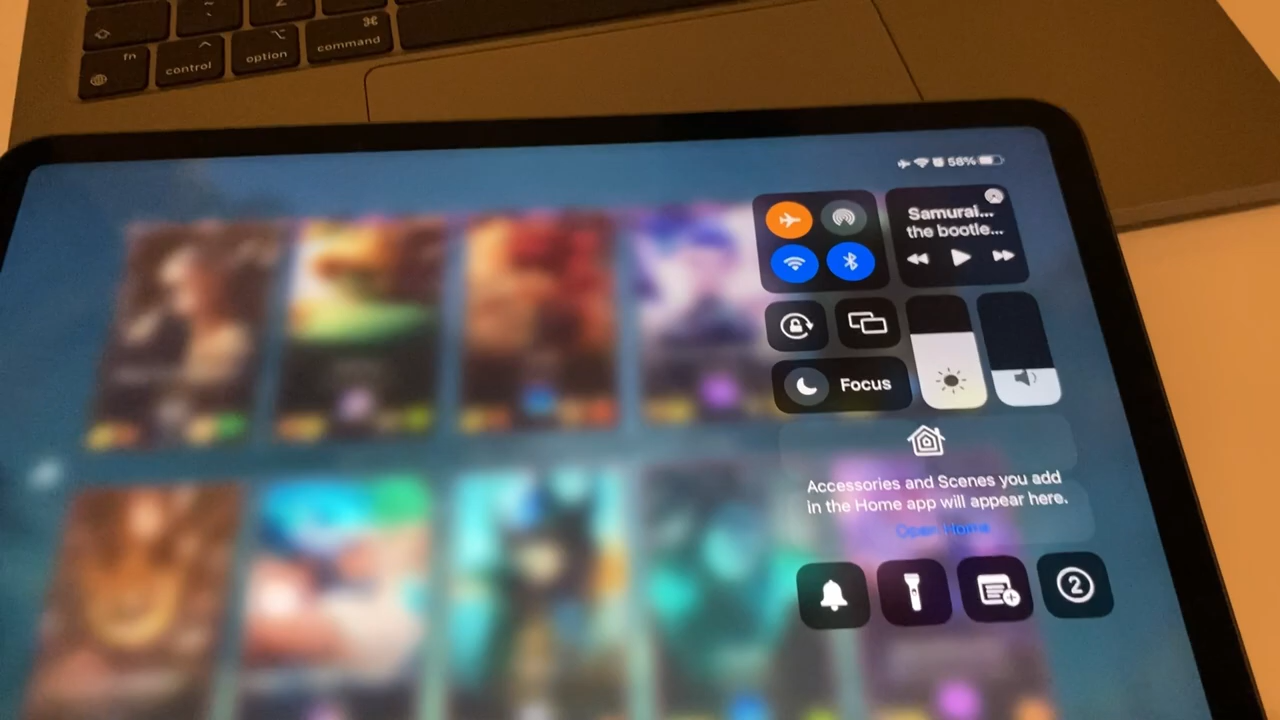 fn
control
option
⌘
command
58%
Samurai...
the bootle...
Focus
Accessories and Scenes you add
in the Home app will appear here.
Open Home
2